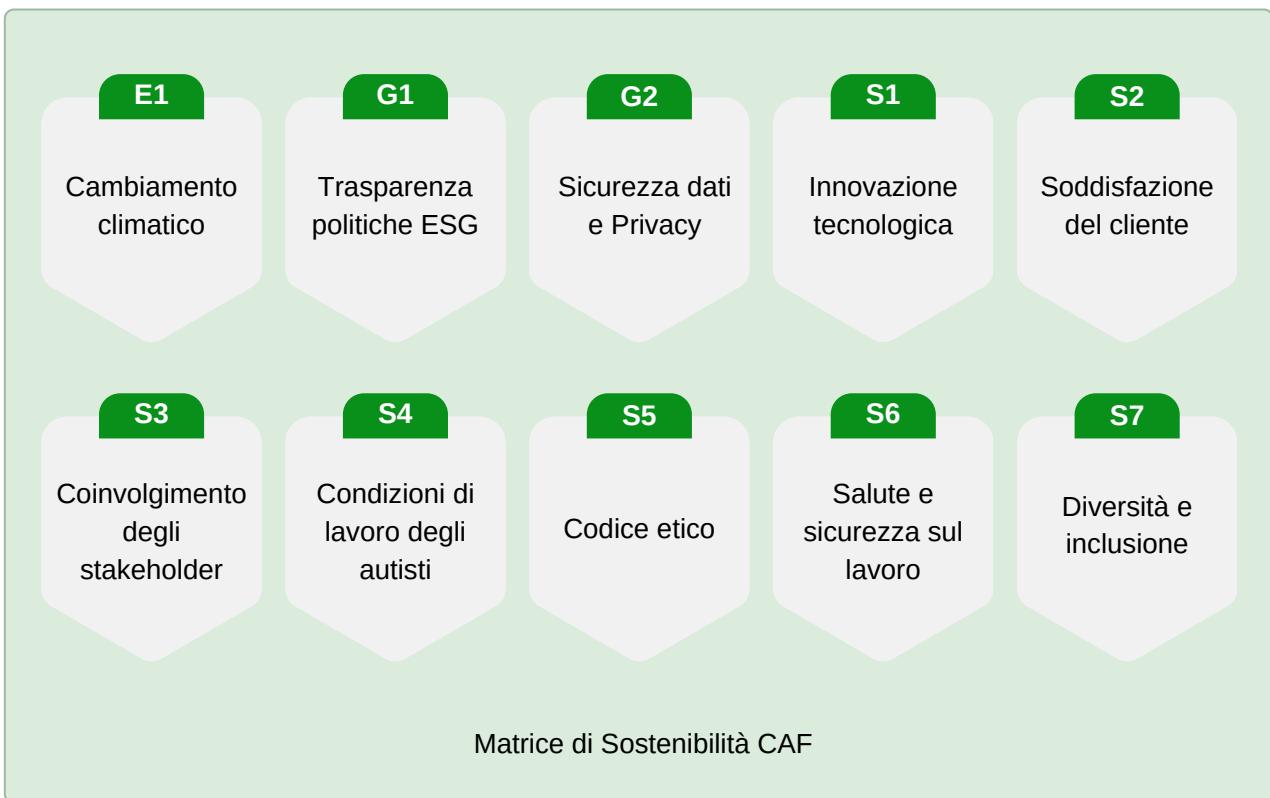 E1
Cambiamento
climatico
G1
Trasparenza
politiche ESG
G2
Sicurezza dati
e Privacy
S1
Innovazione
tecnologica
S2
Soddisfazione
del cliente
S3
Coinvolgimento
degli
stakeholder
S4
Condizioni di
lavoro degli
autisti
S5
Codice etico
S6
Salute e
sicurezza sul
lavoro
S7
Diversità e
inclusione
Matrice di Sostenibilità CAF